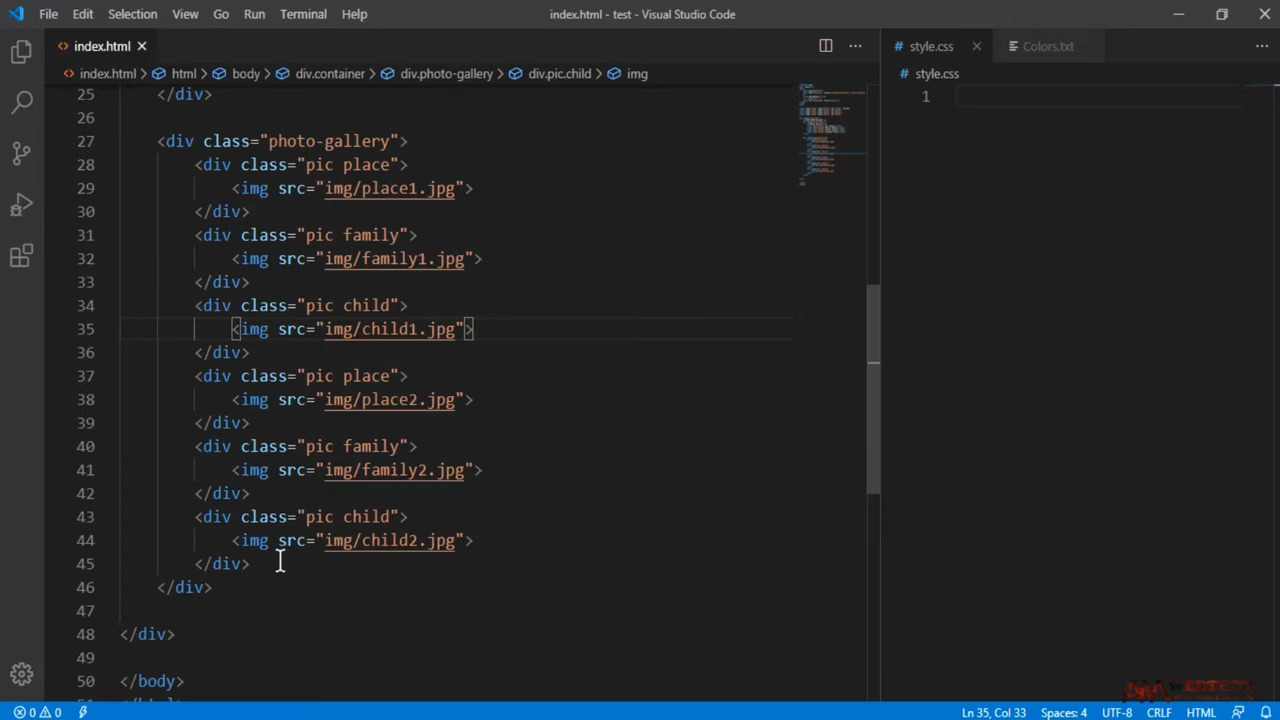 File Edit Selection View Go Run Terminal Help index.html - test - Visual Studio Code
index.html
style.css Colors.txt
index.html > html > body > div.container > div.photo-gallery > div.pic.child > img
style.css
1
25 </div>
26
27 <div class="photo-gallery">
28 <div class="pic place">
29 <img src="img/place1.jpg">
30 </div>
31 <div class="pic family">
32 <img src="img/family1.jpg">
33 </div>
34 <div class="pic child">
35 <img src="img/child1.jpg">
36 </div>
37 <div class="pic place">
38 <img src="img/place2.jpg">
39 </div>
40 <div class="pic family">
41 <img src="img/family2.jpg">
42 </div>
43 <div class="pic child">
44 <img src="img/child2.jpg">
45 </div>
46 </div>
47
48 </div>
49
50 </body>
0 0 Ln 35, Col 33 Spaces: 4 UTF-8 CRLF HTML